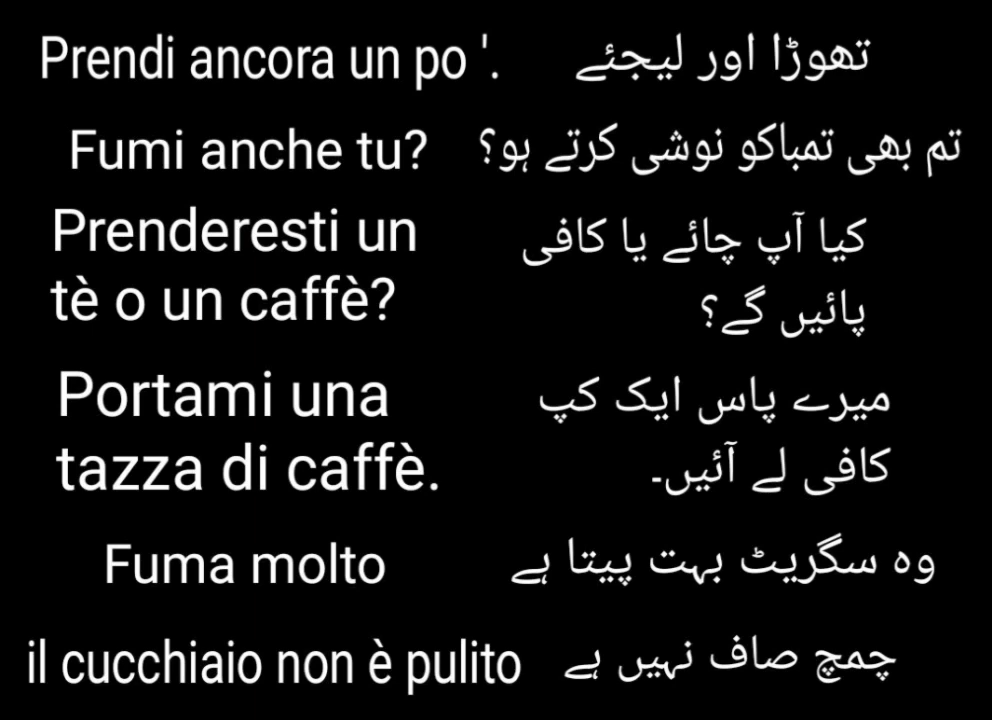 Prendi ancora un po '. تھوڑا اور لیجئے
Fumi anche tu? تم بھی تمباکو نوشی کرتے ہو؟
Prenderesti un کیا آپ چائے یا کافی
tè o un caffè? پائیں گے؟
Portami una میرے پاس ایک کپ
tazza di caffè. کافی لے آئیں۔
Fuma molto وہ سگریٹ بہت پیتا ہے
il cucchiaio non è pulito چمچ صاف نہیں ہے